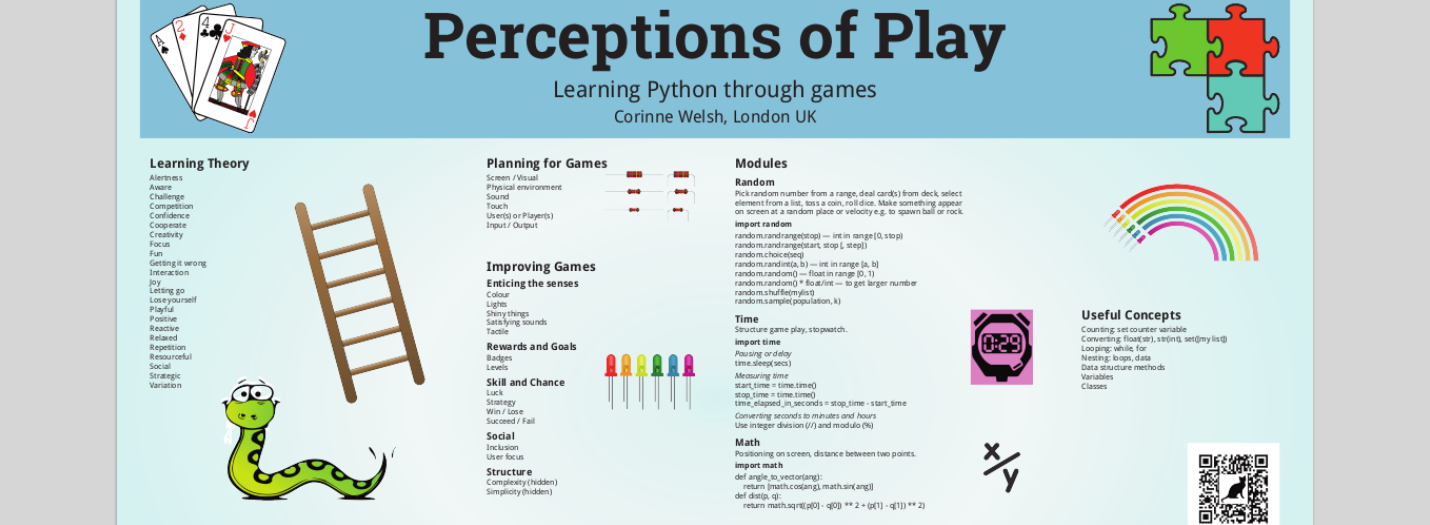 Perceptions of Play
Learning Python through games
Corinne Welsh, London UK
A
2
4
J
J
Learning Theory
Alertness
Aware
Challenge
Competition
Confidence
Cooperate
Creativity
Focus
Fun
Getting it wrong
Interaction
Joy
Letting go
Lose yourself
Playful
Positive
Reactive
Relaxed
Repetition
Resourceful
Social
Strategic
Variation
Planning for Games
Screen / Visual
Physical environment
Sound
Touch
User(s) or Player(s)
Input / Output
Improving Games
Enticing the senses
Colour
Lights
Shiny things
Satisfying sounds
Tactile
Rewards and Goals
Badges
Levels
Skill and Chance
Luck
Strategy
Win / Lose
Succeed / Fail
Social
Inclusion
User focus
Structure
Complexity (hidden)
Simplicity (hidden)
Modules
Random
Pick random number from a range, deal card(s) from deck, select
element from a list, toss a coin, roll dice. Make something appear
on screen at a random place or velocity e.g. to spawn ball or rock.
import random
random.randrange(stop) — int in range [0, stop)
random.randrange(start, stop [, step])
random.choice(seq)
random.randint(a, b) — int in range [a, b]
random.random() — float in range [0, 1)
random.random() * float/int — to get larger number
random.shuffle(mylist)
random.sample(population, k)
Time
Structure game play, stopwatch.
import time
Pausing or delay
time.sleep(secs)
Measuring time
start_time = time.time()
stop_time = time.time()
time_elapsed_in_seconds = stop_time - start_time
Converting seconds to minutes and hours
Use integer division (//) and modulo (%)
Math
Positioning on screen, distance between two points.
import math
def angle_to_vector(ang):
return [math.cos(ang), math.sin(ang)]
def dist(p, q):
return math.sqrt((p[0] - q[0]) ** 2 + (p[1] - q[1]) ** 2)
0:29
x/y
Useful Concepts
Counting: set counter variable
Converting: float(str), str(int), set([my list])
Looping: while, for
Nesting: loops, data
Data structure methods
Variables
Classes